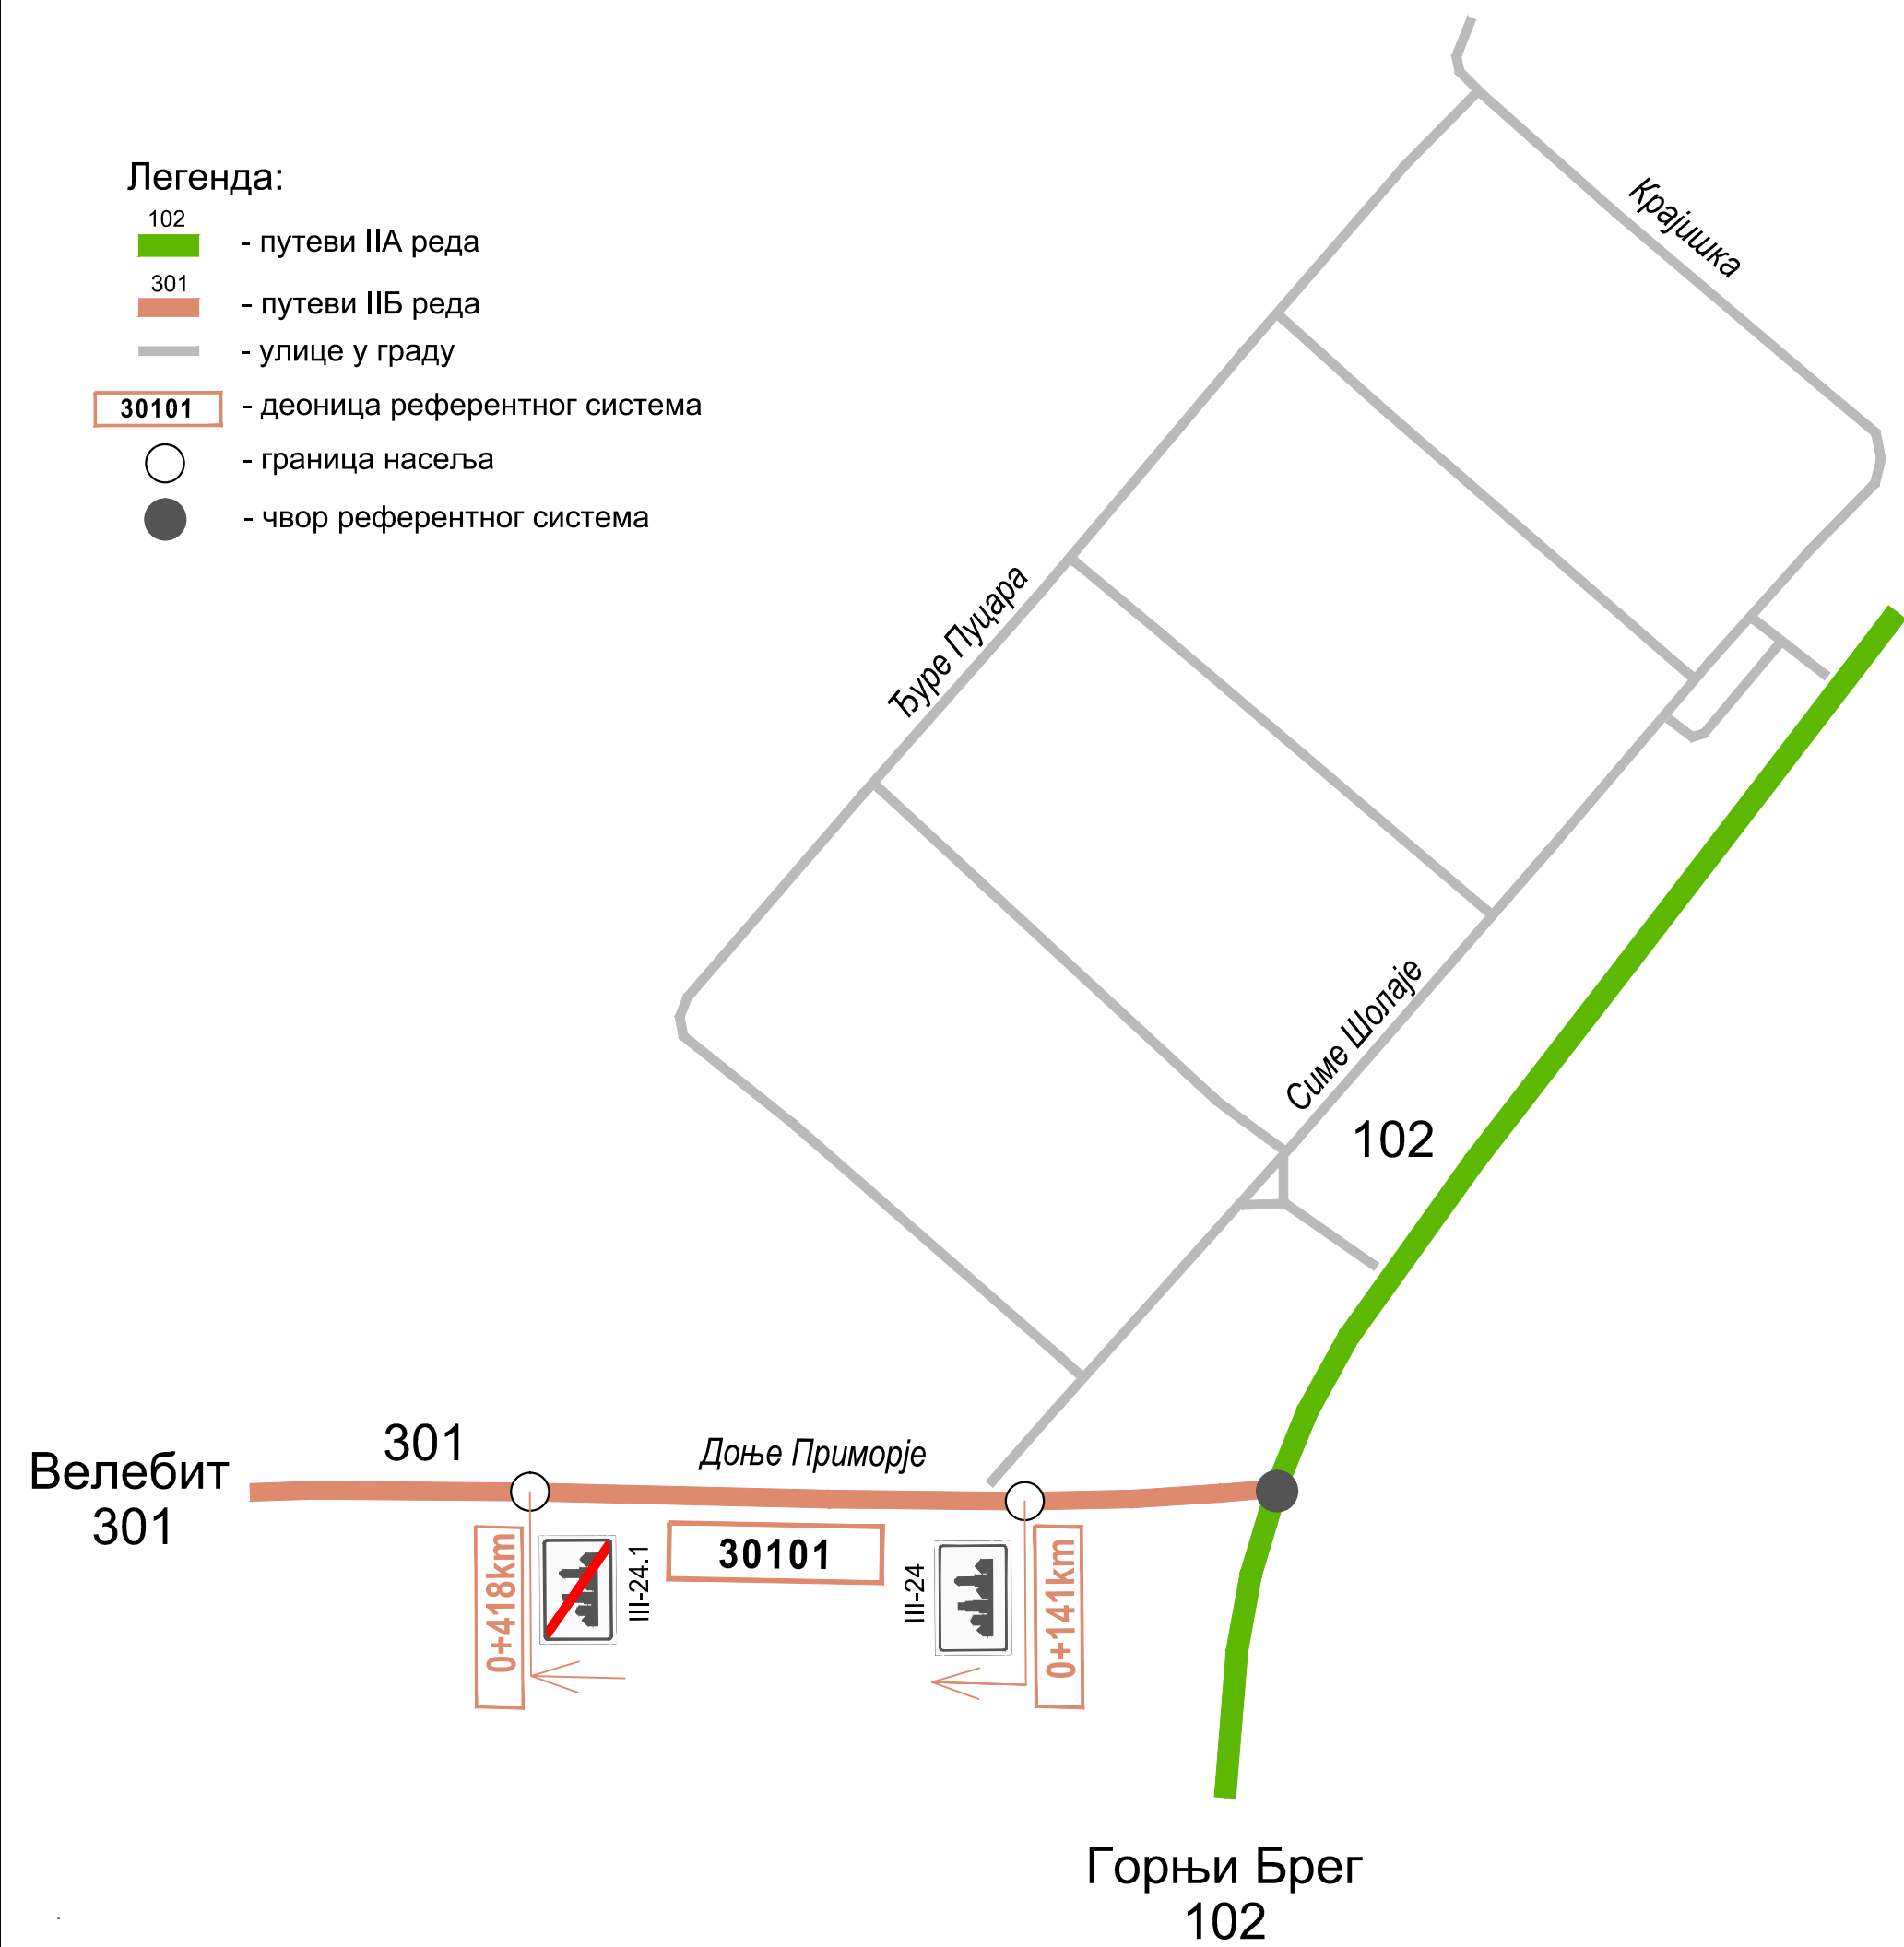 Легенда:
102
- путеви IIА реда
301
- путеви IIБ реда
- улице у граду
30101
- деоница референтног система
- граница насеља
- чвор референтног система
Крајишка
Ђуре Пуцара
Симе Шолаје
102
301
Доње Приморје
Велебит
301
30101
0+418km
III-24.1
III-24
0+141km
Горњи Брег
102